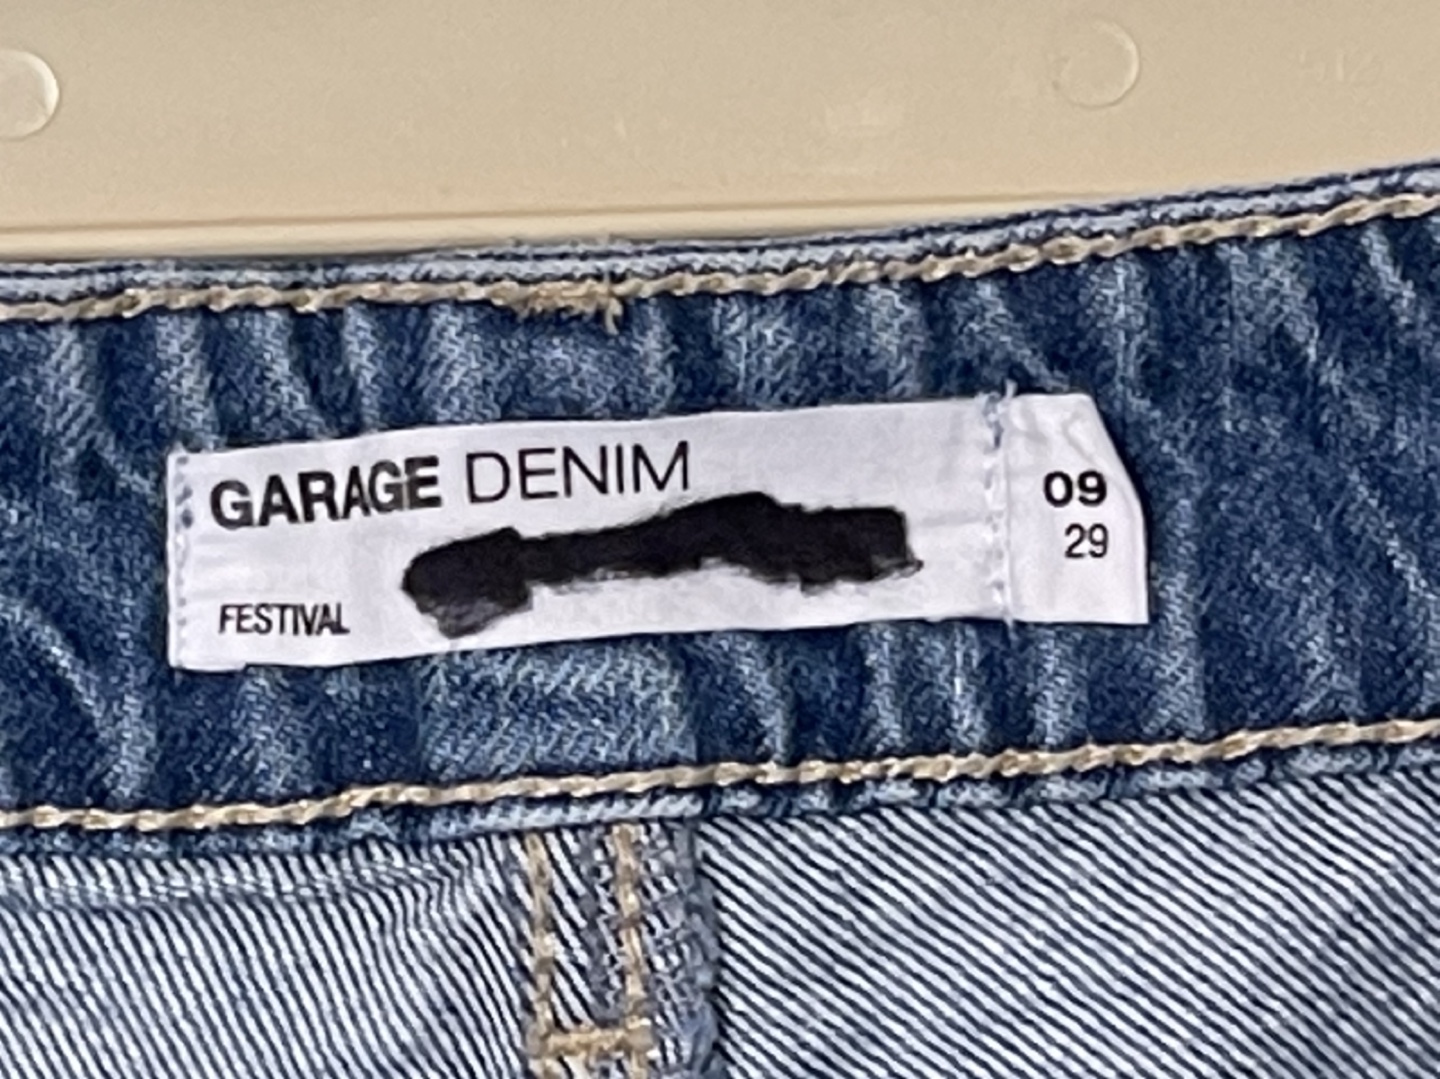 GARAGE DENIM
FESTIVAL
09
29